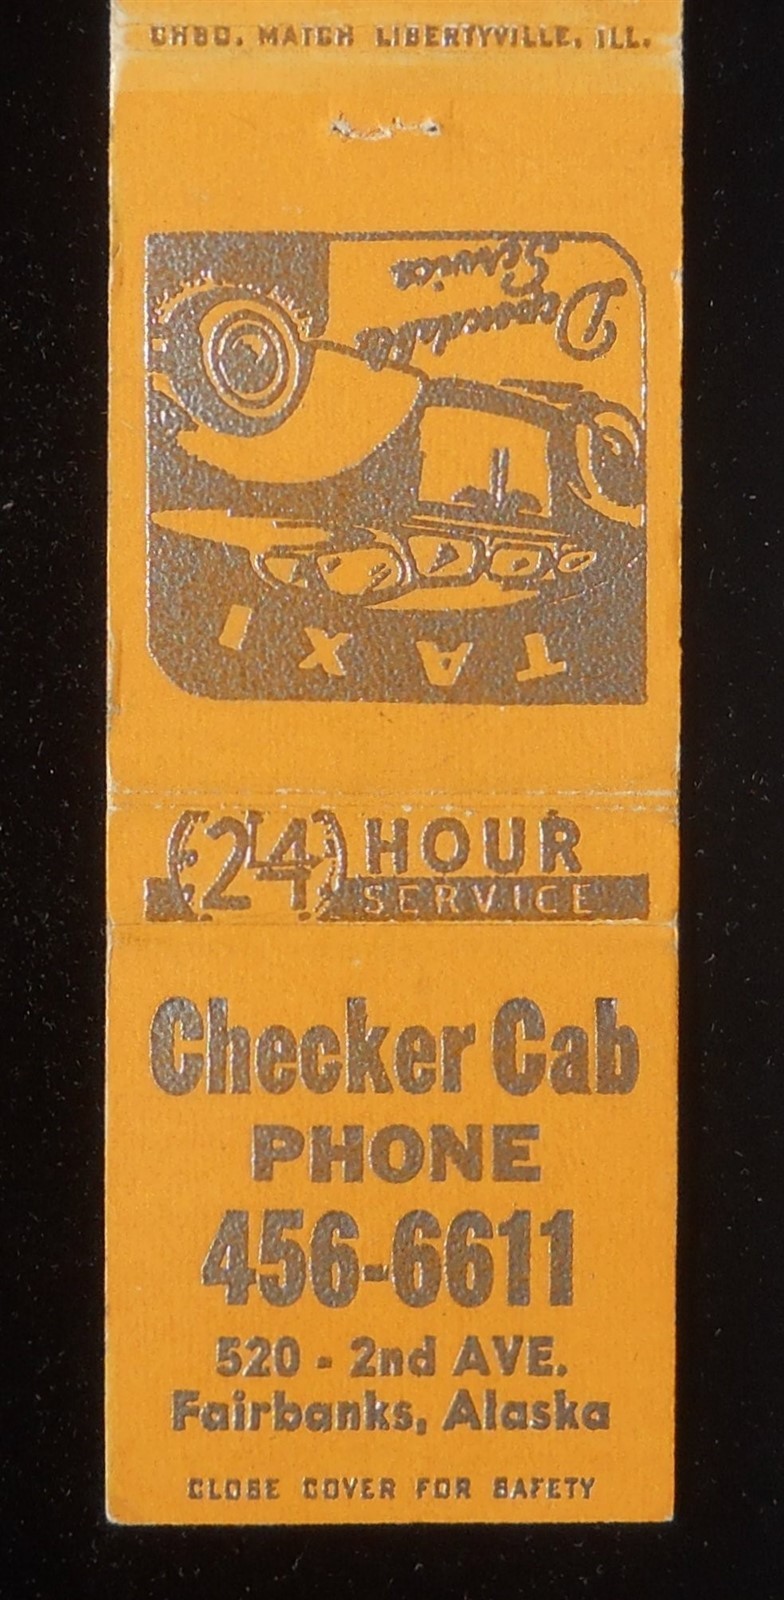 CHGO. MATCH LIBERTYVILLE, ILL.
TAXI
Dependable
Service
(24) HOUR
SERVICE
Checker Cab
PHONE
456-6611
520 - 2nd AVE.
Fairbanks, Alaska
CLOSE COVER FOR SAFETY